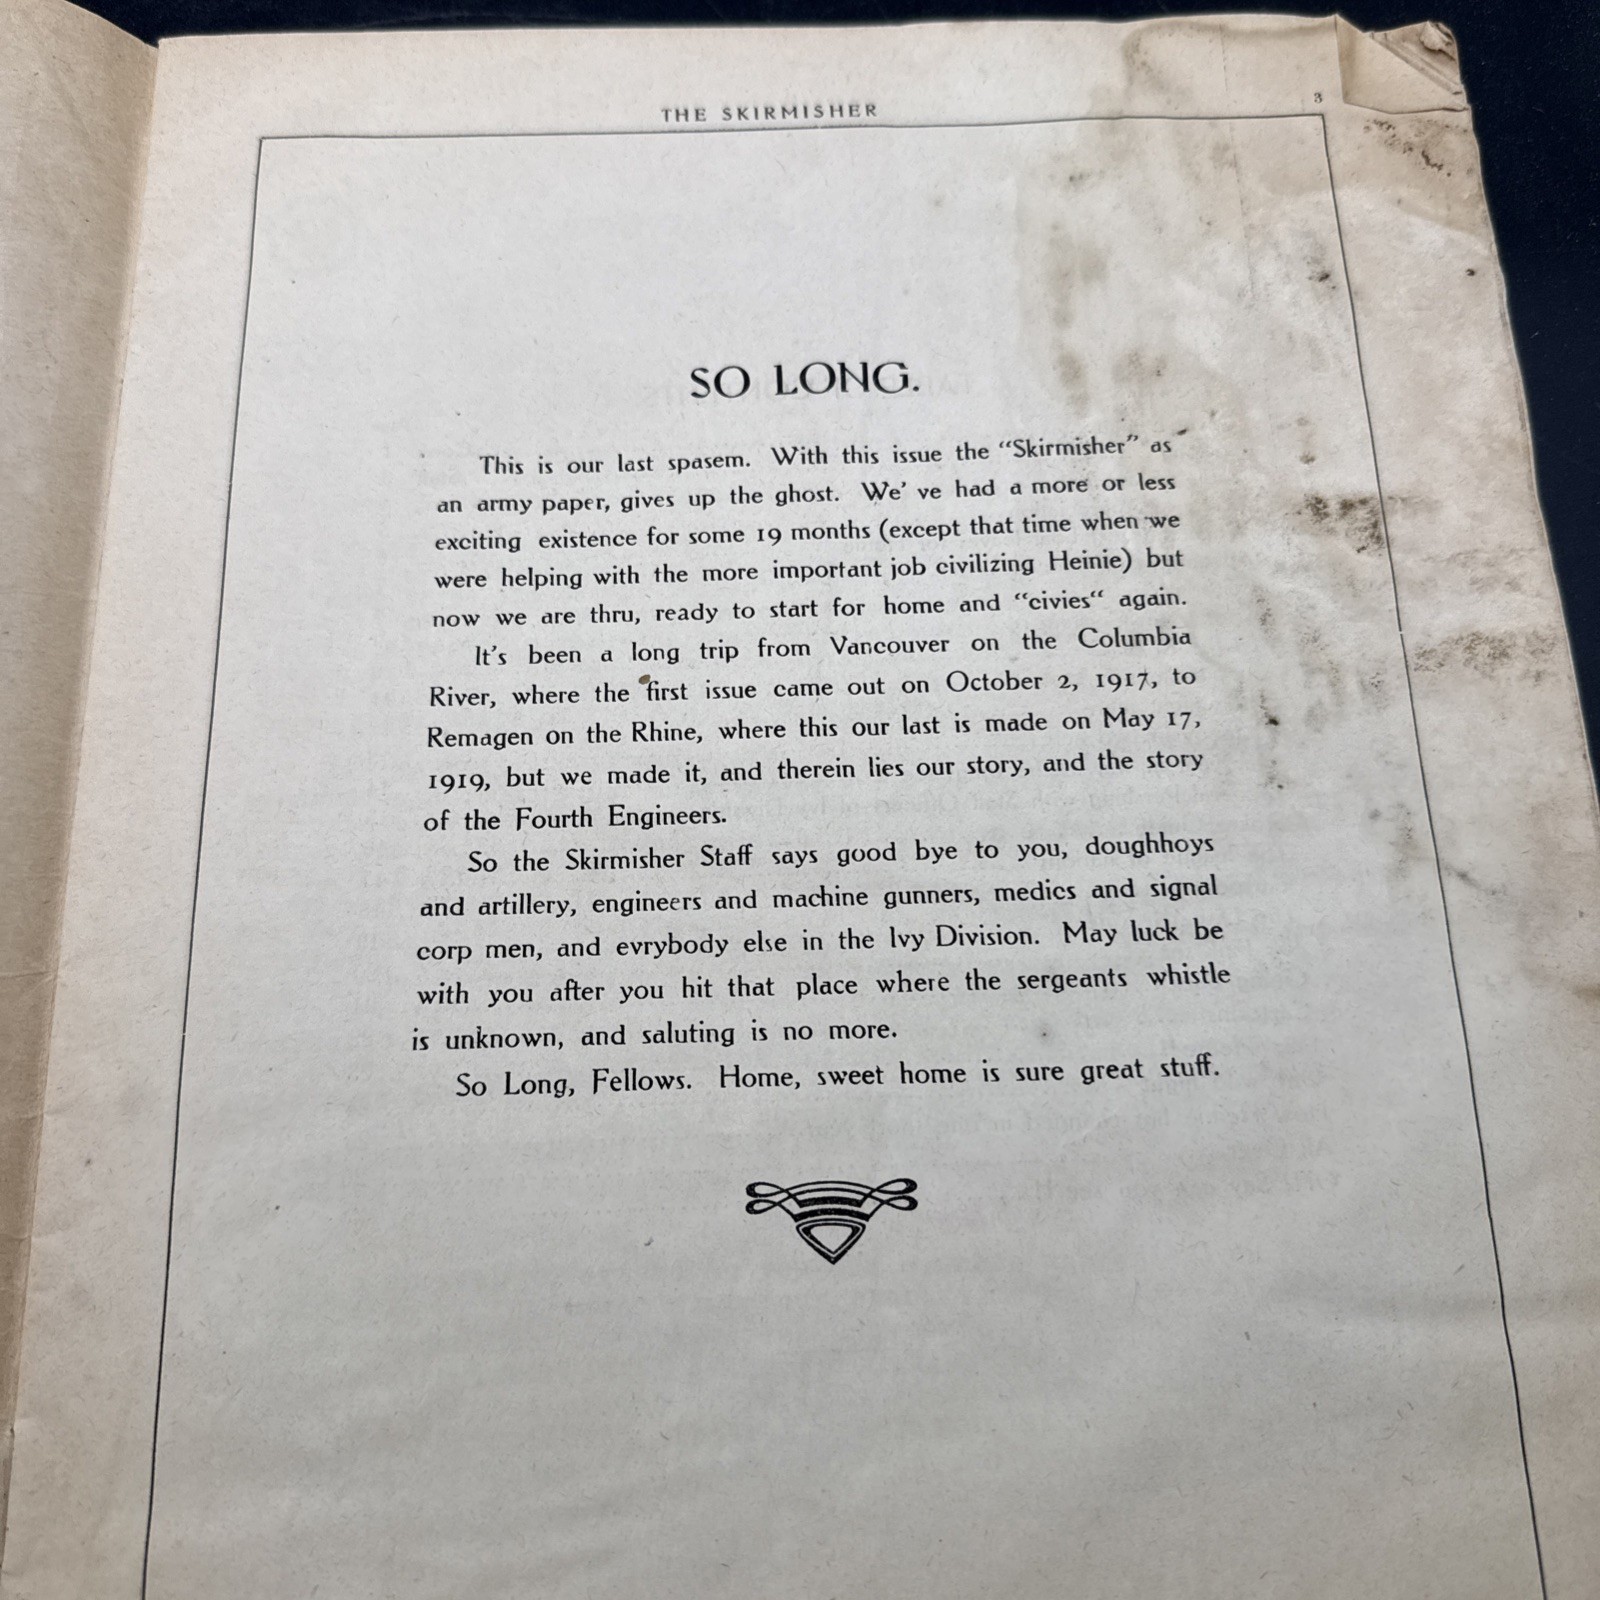 THE SKIRMISHER
3
SO LONG.
This is our last spasem. With this issue the “Skirmisher” as
an army paper, gives up the ghost. We’ ve had a more or less
exciting existence for some 19 months (except that time when we
were helping with the more important job civilizing Heinie) but
now we are thru, ready to start for home and “civies“ again.
It’s been a long trip from Vancouver on the Columbia
River, where the first issue came out on October 2, 1917, to
Remagen on the Rhine, where this our last is made on May 17,
1919, but we made it, and therein lies our story, and the story
of the Fourth Engineers.
So the Skirmisher Staff says good bye to you, doughhoys
and artillery, engineers and machine gunners, medics and signal
corp men, and evrybody else in the Ivy Division. May luck be
with you after you hit that place where the sergeants whistle
is unknown, and saluting is no more.
So Long, Fellows. Home, sweet home is sure great stuff.